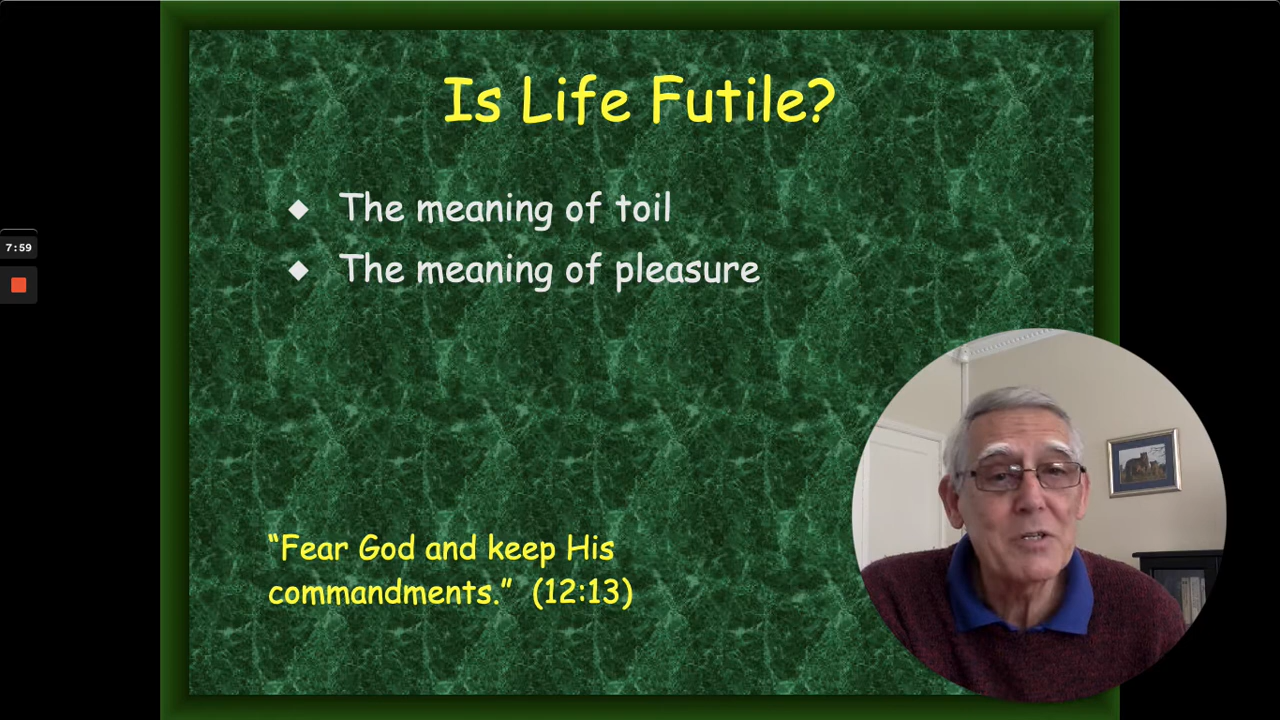 Is Life Futile?
◆ The meaning of toil
◆ The meaning of pleasure
7:59
“Fear God and keep His
commandments.” (12:13)